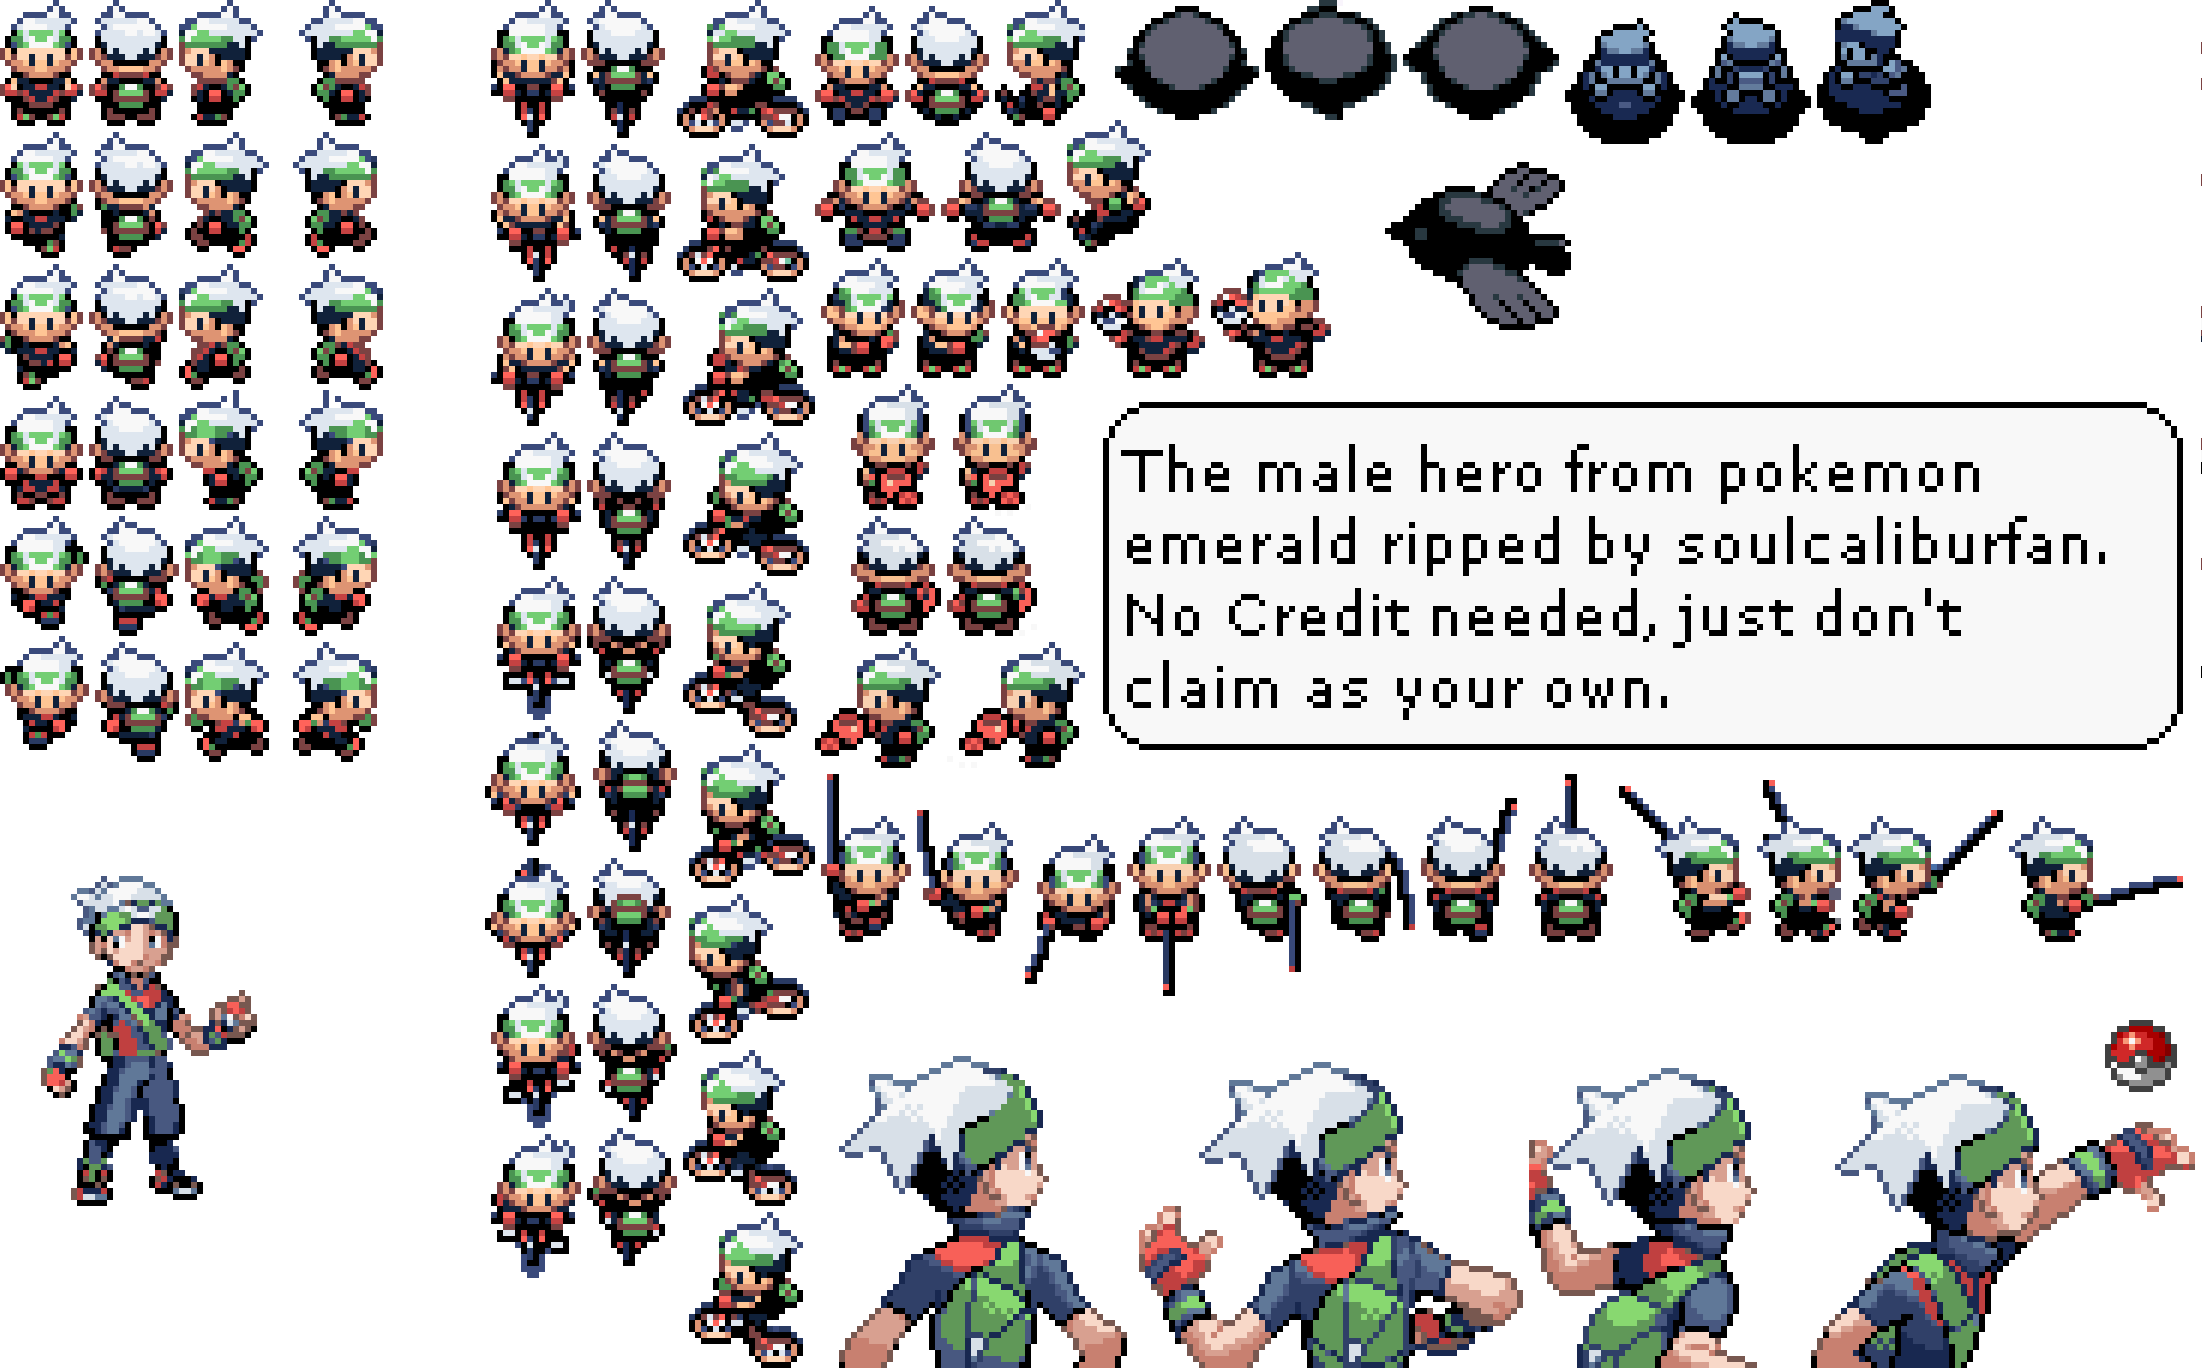 The male hero from pokemon
emerald ripped by soulcaliburfan.
No Credit needed, just don't
claim as your own.